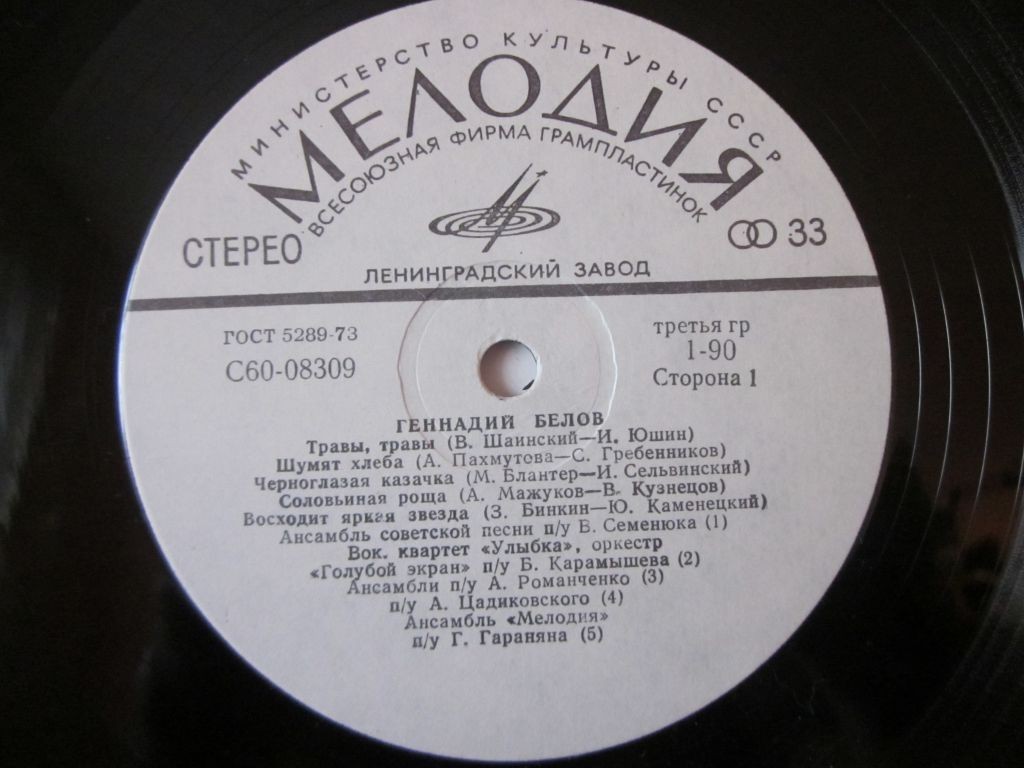 МИНИСТЕРСТВО КУЛЬТУРЫ СССР
МЕЛОДИЯ
ВСЕСОЮЗНАЯ ФИРМА ГРАМПЛАСТИНОК
СТЕРЕО
33
ЛЕНИНГРАДСКИЙ ЗАВОД
ГОСТ 5289-73
третья гр
С60-08309
1-90
Сторона 1
ГЕННАДИЙ БЕЛОВ
Травы, травы (В. Шаинский—И. Юшин)
Шумят хлеба (А. Пахмутова—С. Гребенников)
Черноглазая казачка (М. Блантер—И. Сельвинский)
Соловьиная роща (А. Мажуков—В. Кузнецов)
Восходит яркая звезда (З. Бинкин—Ю. Каменецкий)
Ансамбль советской песни п/у В. Семенюка (1)
Вок. квартет «Улыбка», оркестр
«Голубой экран» п/у Б. Карамышева (2)
Ансамбли п/у А. Романченко (3)
п/у А. Цадиковского (4)
Ансамбль «Мелодия»
п/у Г. Гараняна (5)